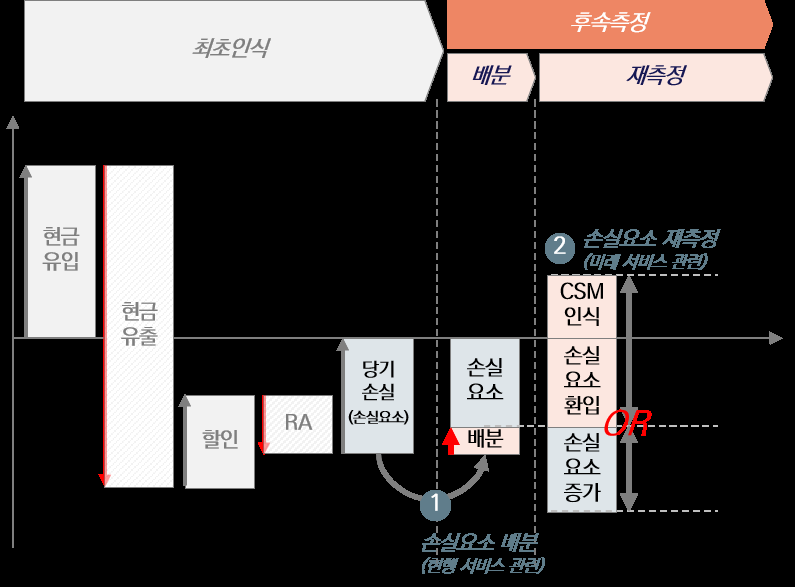 최초인식
후속측정
배분
재측정
현금
유입
현금
유출
할인
RA
당기
손실
(손실요소)
손실
요소
배분
1
손실요소 배분
(현행 서비스 관련)
2
손실요소 재측정
(미래 서비스 관련)
CSM
인식
손실
요소
환입
OR
손실
요소
증가